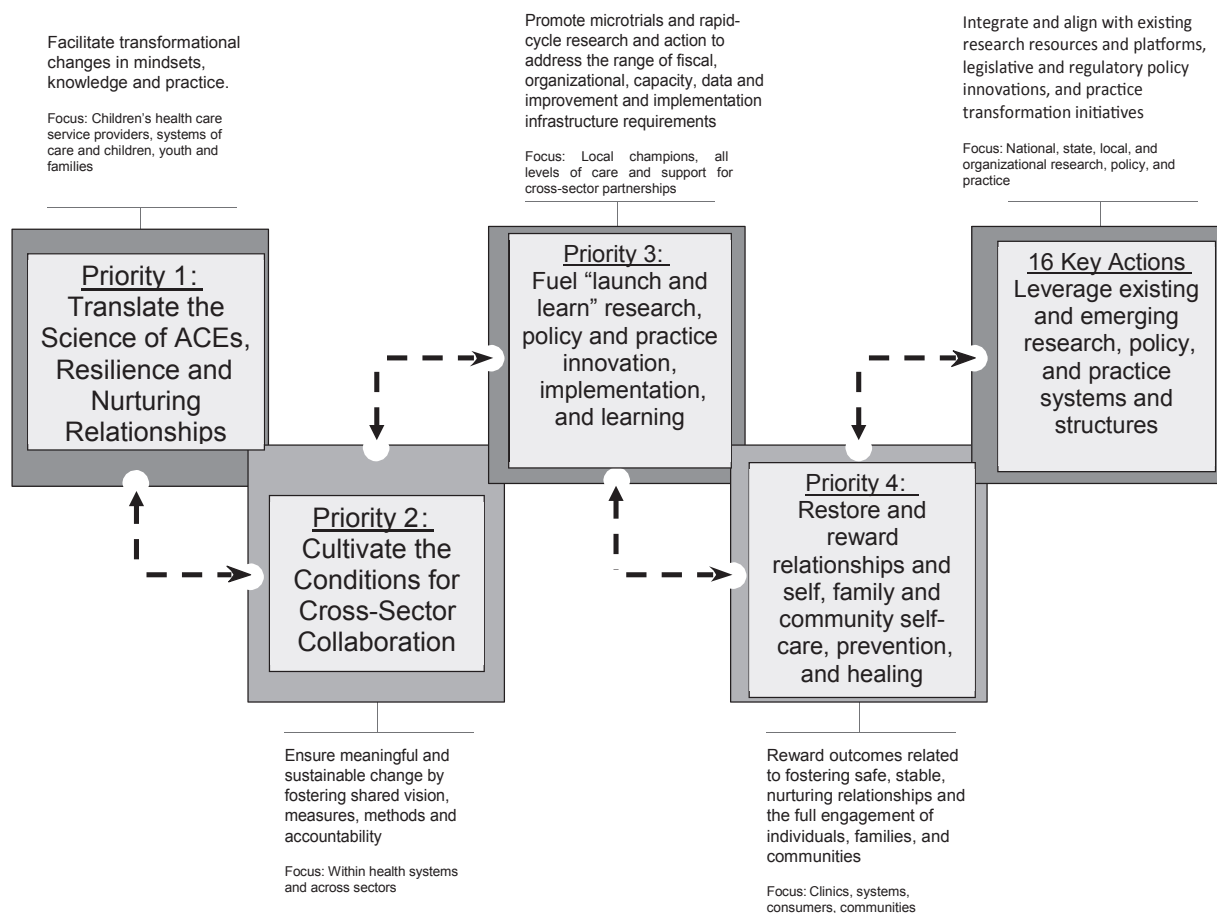 Facilitate transformational
changes in mindsets,
knowledge and practice.
Focus: Children’s health care
service providers, systems of
care and children, youth and
families
Promote microtrials and rapid-
cycle research and action to
address the range of fiscal,
organizational, capacity, data and
improvement and implementation
infrastructure requirements
Focus: Local champions, all
levels of care and support for
cross-sector partnerships
Integrate and align with existing
research resources and platforms,
legislative and regulatory policy
innovations, and practice
transformation initiatives
Focus: National, state, local, and
organizational research, policy, and
practice
Priority 1:
Translate the
Science of ACEs,
Resilience and
Nurturing
Relationships
Priority 2:
Cultivate the
Conditions for
Cross-Sector
Collaboration
Priority 3:
Fuel “launch and
learn” research,
policy and practice
innovation,
implementation,
and learning
Priority 4:
Restore and
reward
relationships and
self, family and
community self-
care, prevention,
and healing
16 Key Actions
Leverage existing
and emerging
research, policy,
and practice
systems and
structures
Ensure meaningful and
sustainable change by
fostering shared vision,
measures, methods and
accountability
Focus: Within health systems
and across sectors
Reward outcomes related
to fostering safe, stable,
nurturing relationships and
the full engagement of
individuals, families, and
communities
Focus: Clinics, systems,
consumers, communities